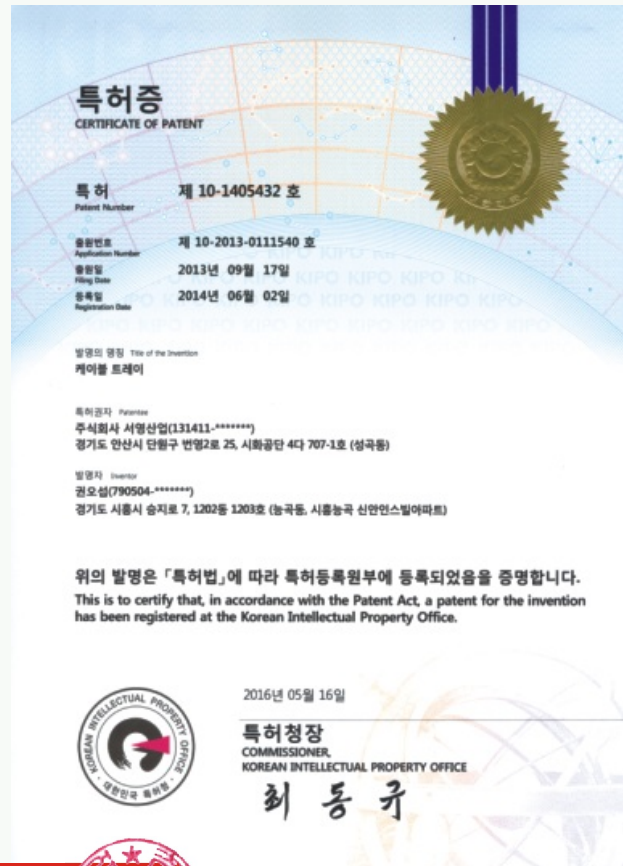 특허증
CERTIFICATE OF PATENT
특허 제 10-1405432 호
Patent Number
출원번호 제 10-2013-0111540 호
Application Number
출원일 2013년 09월 17일
Filing Date
등록일 2014년 06월 02일
Registration Date
발명의 명칭 Title of the Invention
케이블 트레이
특허권자 Patentee
주식회사 서영산업(131411-*******)
경기도 안산시 단원구 번영2로 25, 시화공단 4다 707-1호 (성곡동)
발명자 Inventor
권오섭(790504-*******)
경기도 시흥시 승지로 7, 1202동 1203호 (능곡동, 시흥능곡 신안인스빌아파트)
위의 발명은 「특허법」에 따라 특허등록원부에 등록되었음을 증명합니다.
This is to certify that, in accordance with the Patent Act, a patent for the invention
has been registered at the Korean Intellectual Property Office.
2016년 05월 16일
특허청장
COMMISSIONER,
KOREAN INTELLECTUAL PROPERTY OFFICE
최동규
KOREAN INTELLECTUAL PROPERTY OFFICE
대한민국 특허청